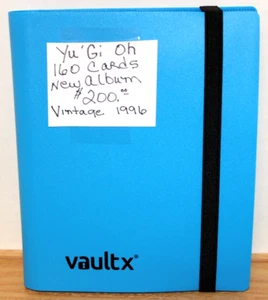 Yu'Gi Oh
160 Cards
New Album
$200.00
Vintage 1996
vaultx®